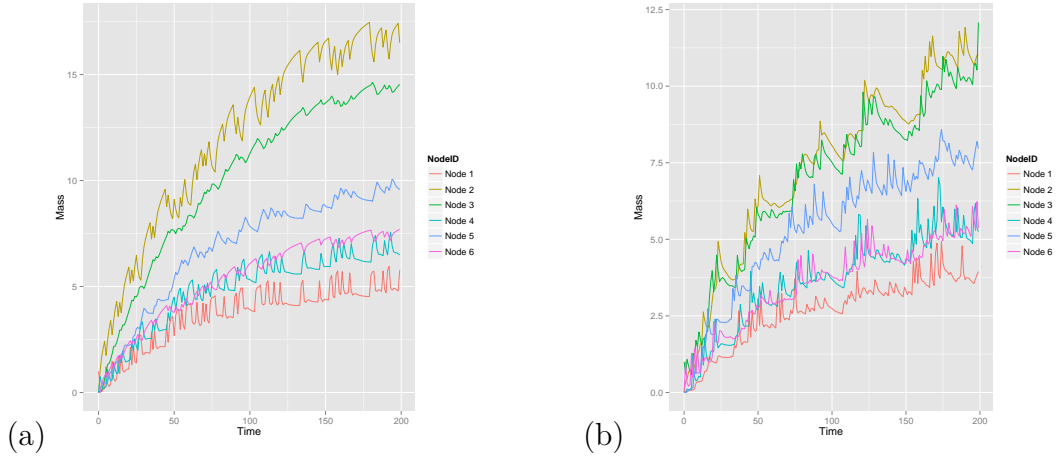 15
10
5
0
0
50
100
150
200
Mass
Time
NodeID
Node 1
Node 2
Node 3
Node 4
Node 5
Node 6
(a)
12.5
10.0
7.5
5.0
2.5
0.0
0
50
100
150
200
Mass
Time
NodeID
Node 1
Node 2
Node 3
Node 4
Node 5
Node 6
(b)